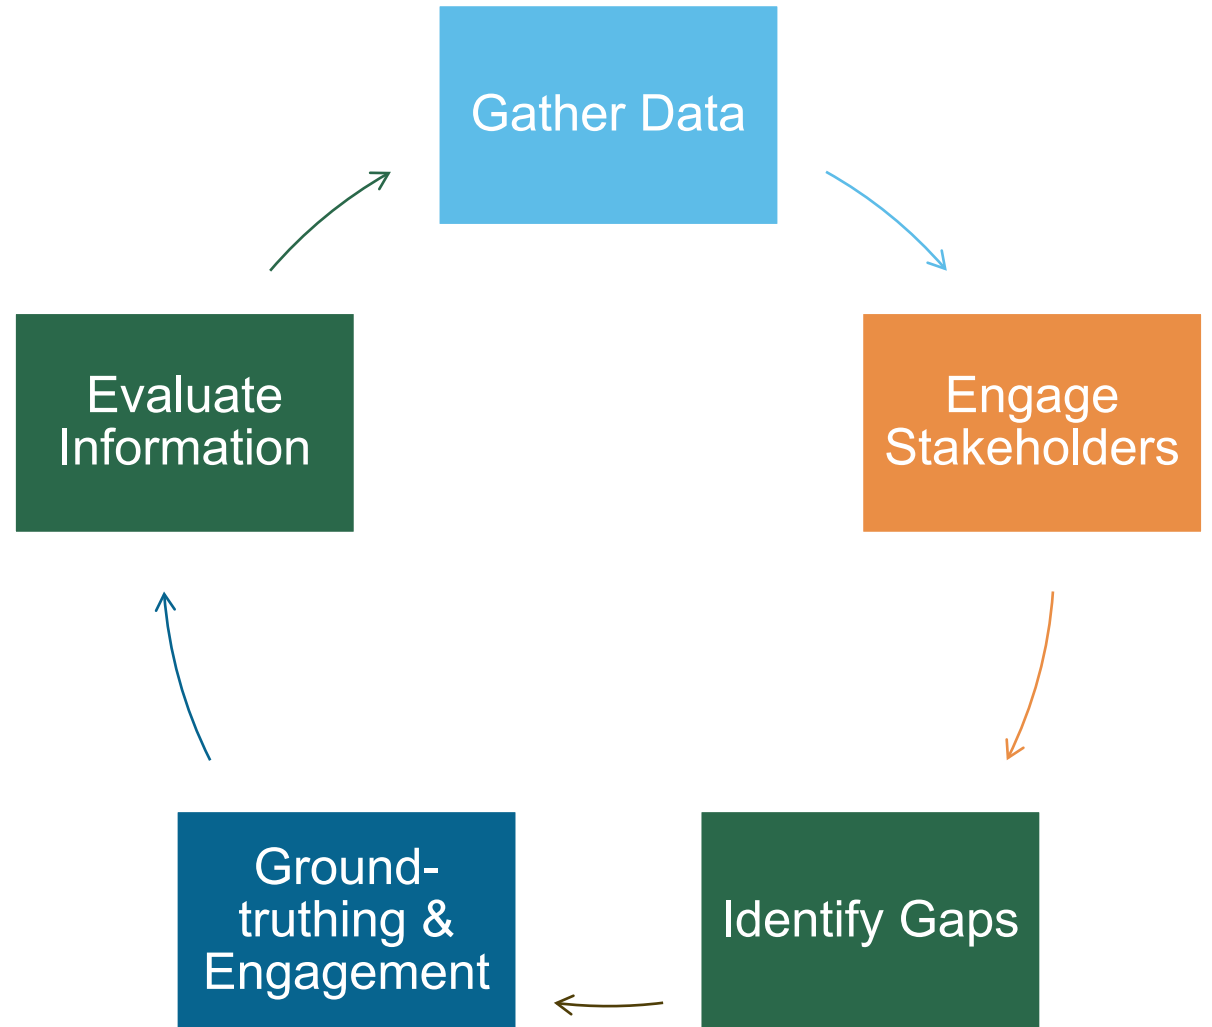 Gather Data
Engage
Stakeholders
Identify Gaps
Ground-
truthing &
Engagement
Evaluate
Information